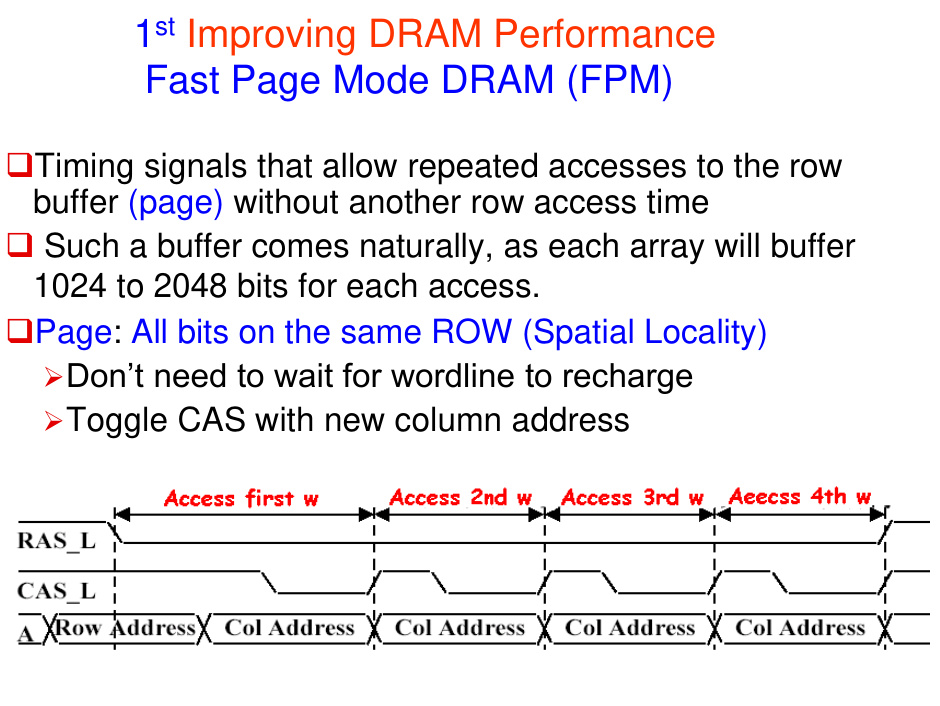 1st Improving DRAM Performance
Fast Page Mode DRAM (FPM)
Timing signals that allow repeated accesses to the row
buffer (page) without another row access time
Such a buffer comes naturally, as each array will buffer
1024 to 2048 bits for each access.
Page: All bits on the same ROW (Spatial Locality)
Don’t need to wait for wordline to recharge
Toggle CAS with new column address
Access first w Access 2nd w Access 3rd w Aeecss 4th w
RAS_L
CAS_L
A Row Address Col Address Col Address Col Address Col Address